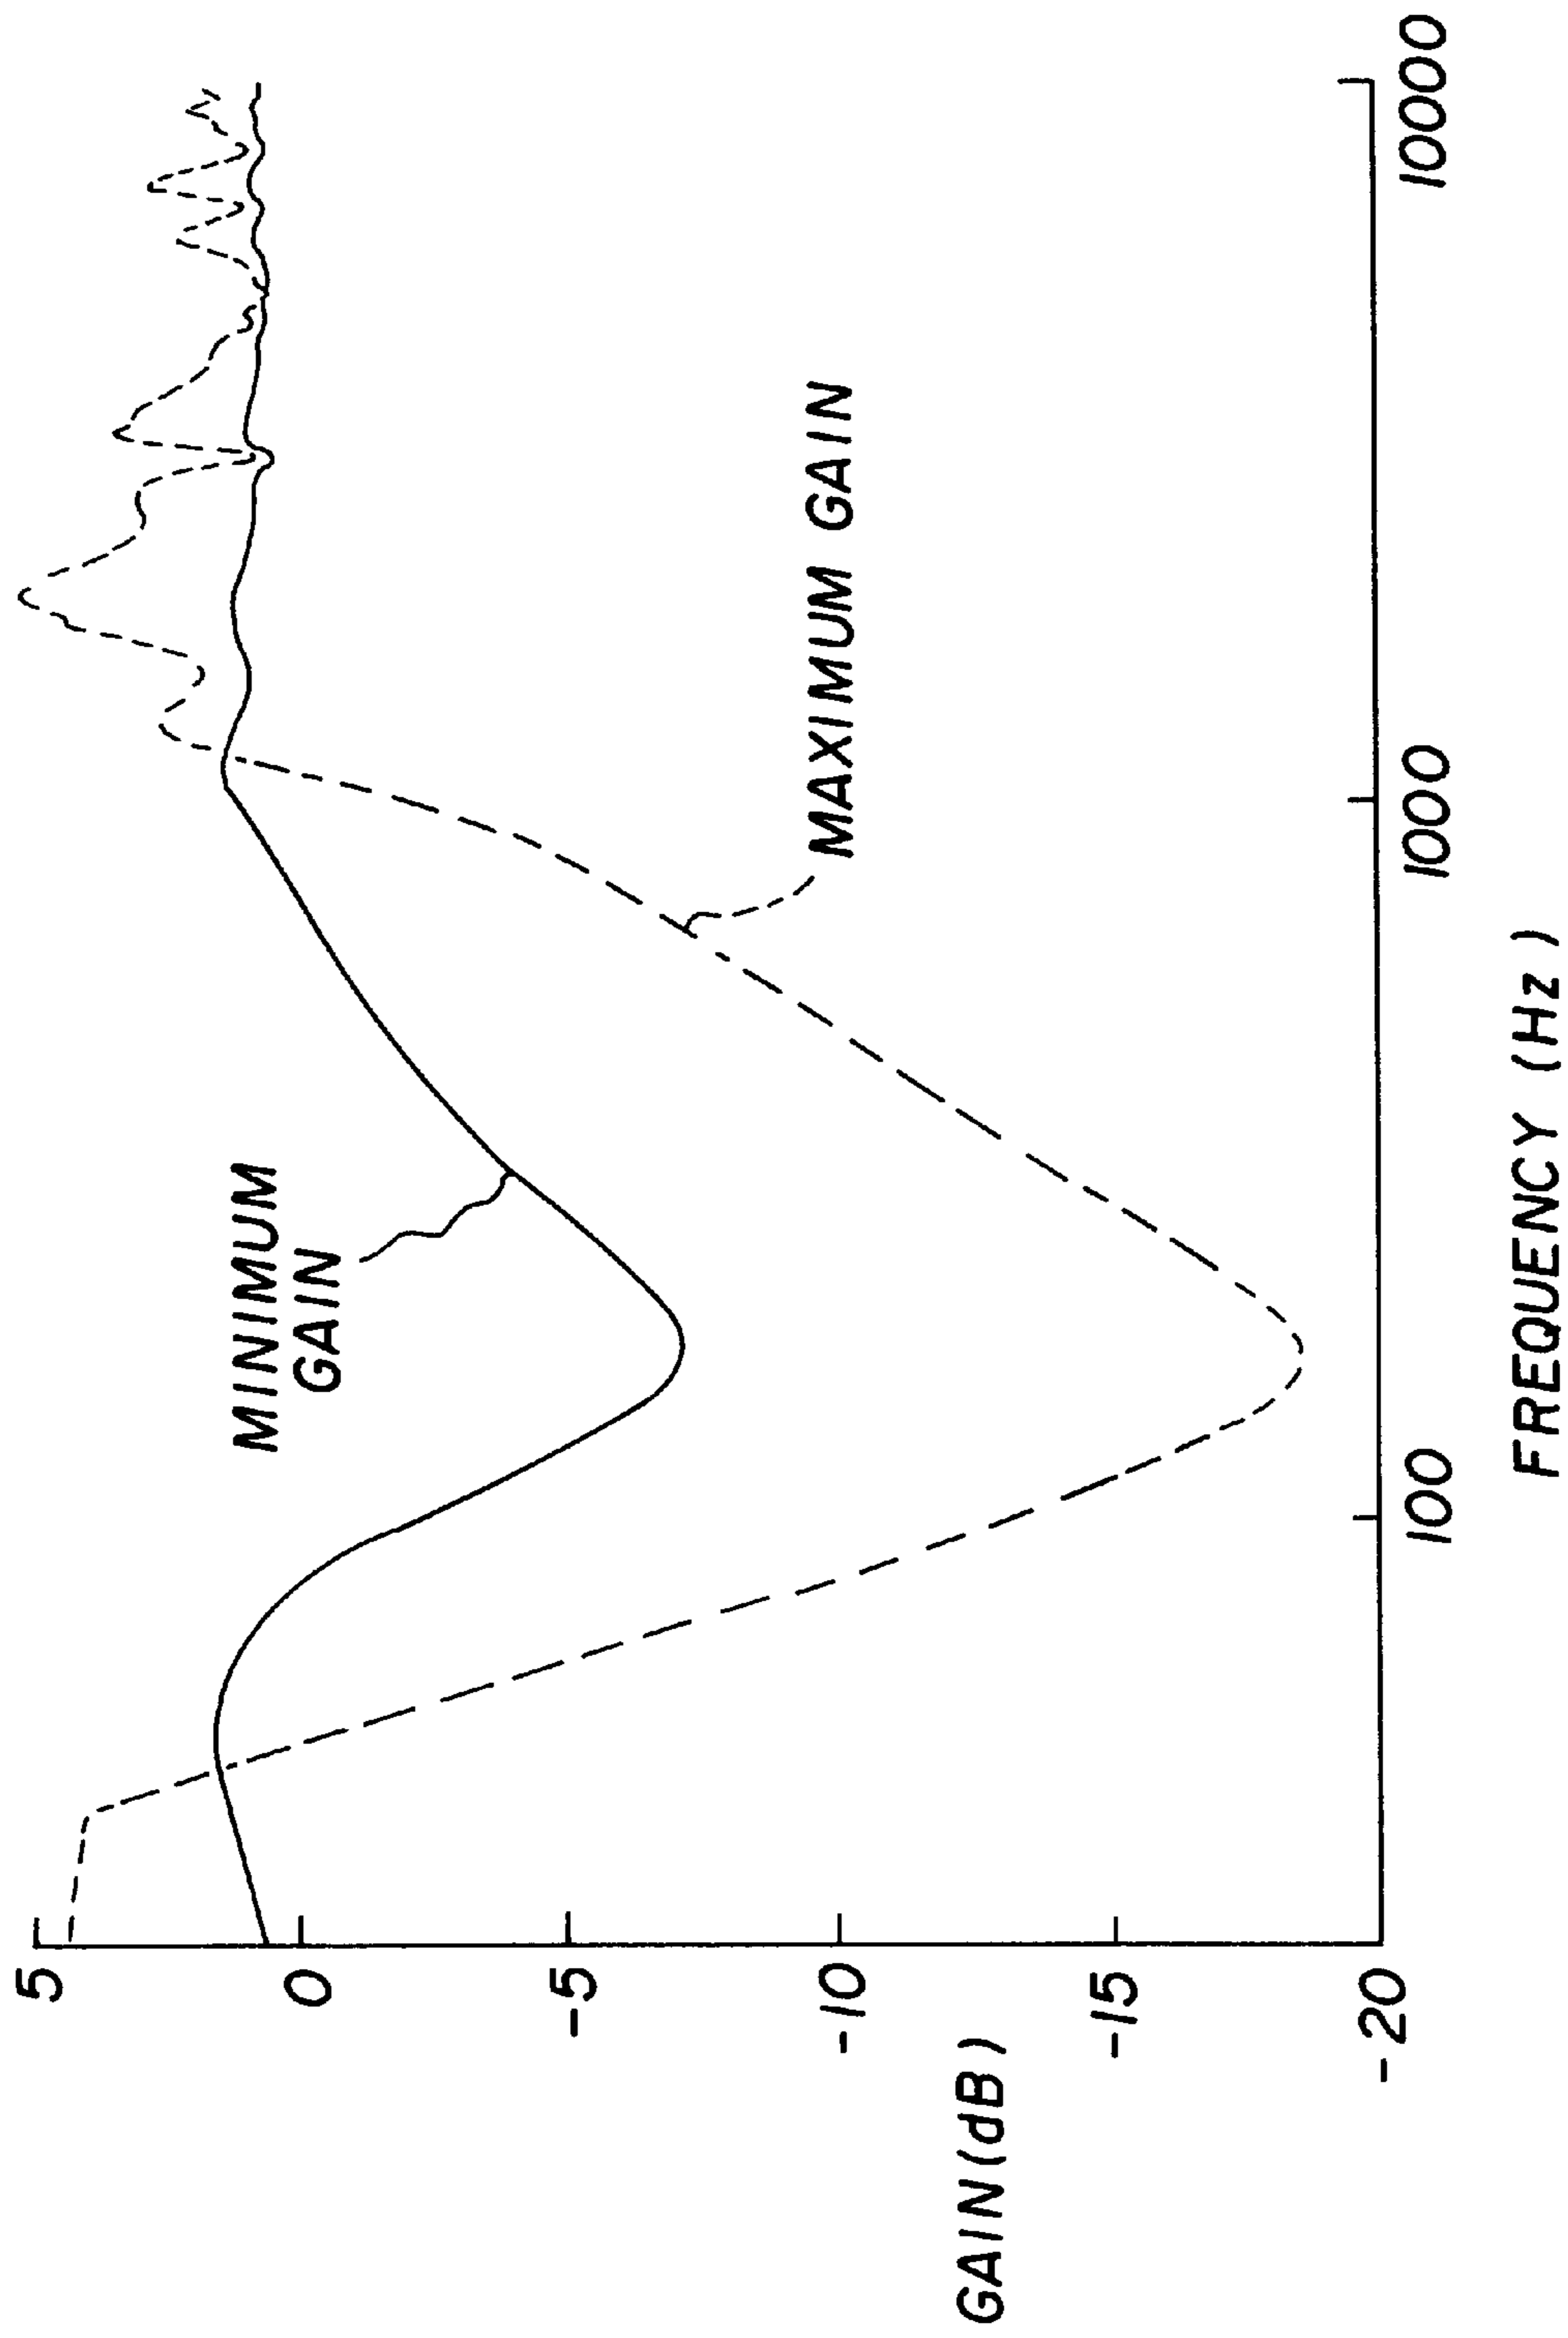 5
0
-5
-10
-15
-20
GAIN(dB)
MINIMUM
GAIN
MAXIMUM GAIN
100
1000
10000
FREQUENCY (Hz)